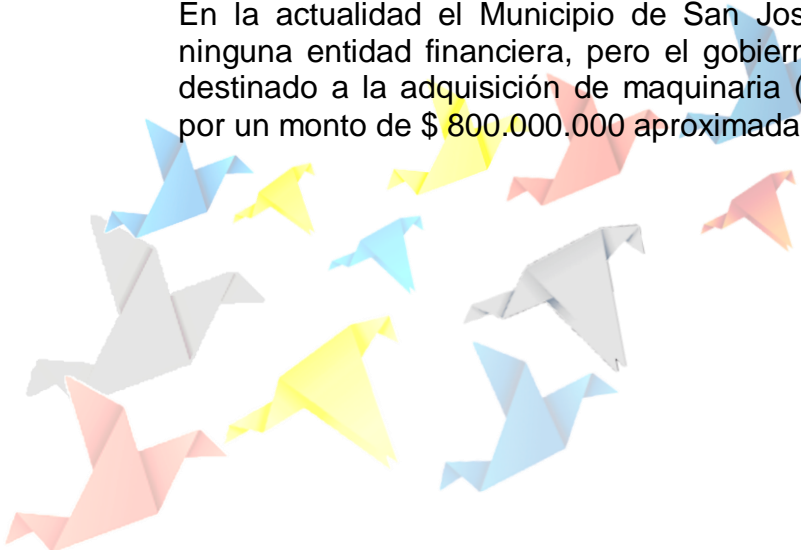 En la actualidad el Municipio de San Jos
ninguna entidad financiera, pero el gobiern
destinado a la adquisición de maquinaria (
por un monto de $ 800.000.000 aproximada